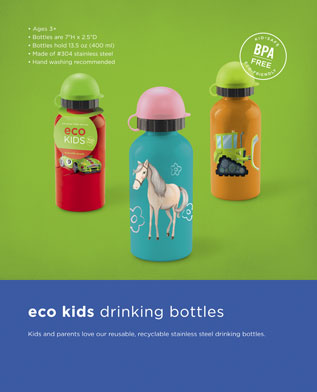 • Ages 3+
• Bottles are 7"H x 2.5"D
• Bottles hold 13.5 oz (400 ml)
• Made of #304 stainless steel
• Hand washing recommended
KID-SAFE
BPA
FREE
eco
KIDS
eco kids drinking bottles
Kids and parents love our reusable, recyclable stainless steel drinking bottles.